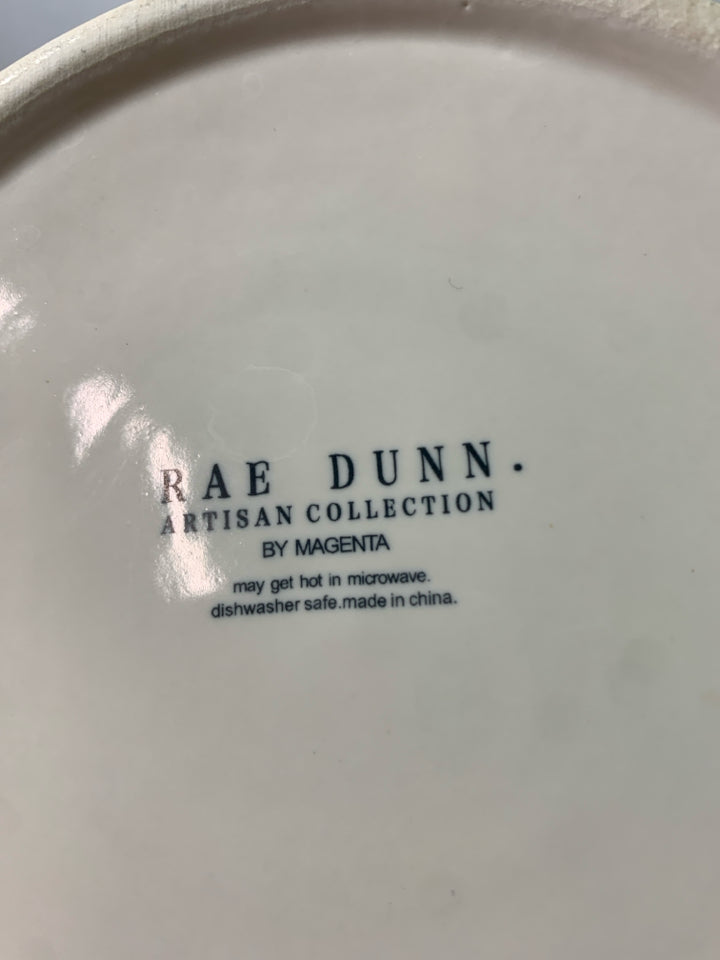 RAE DUNN.
ARTISAN COLLECTION
BY MAGENTA
may get hot in microwave.
dishwasher safe.made in china.